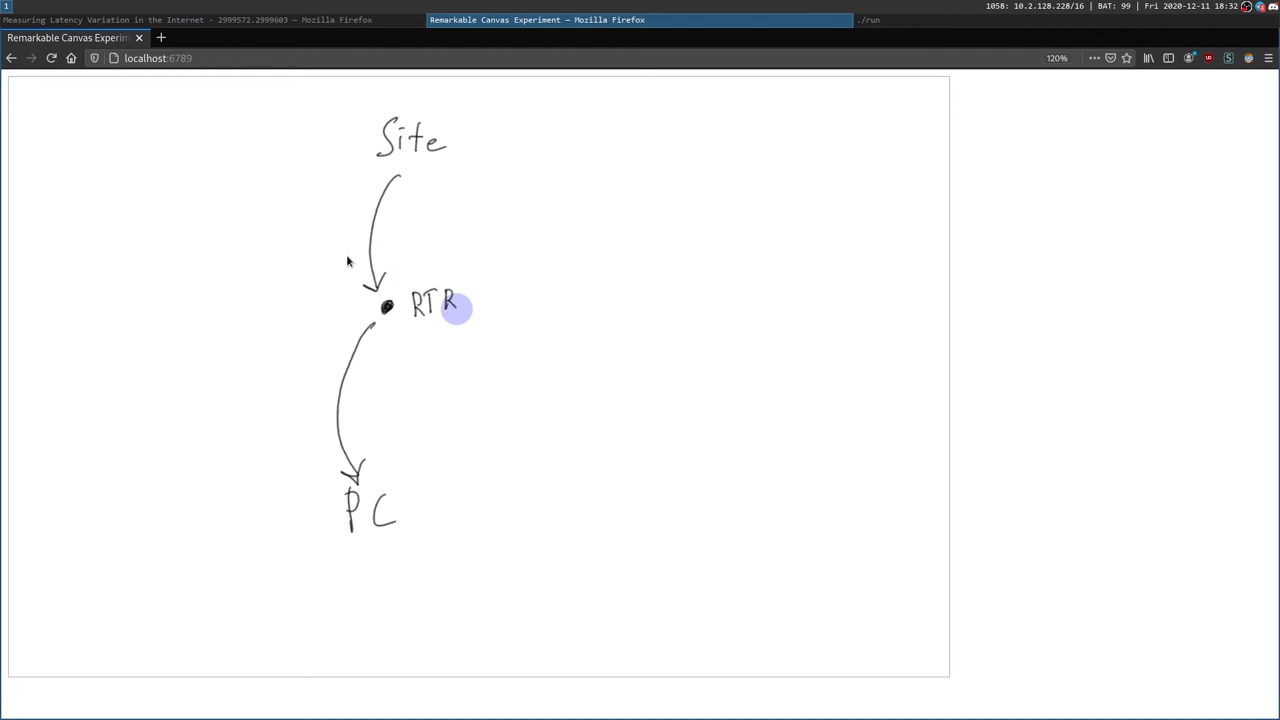 1
1058: 10.2.128.228/16 | BAT: 99 | Fri 2020-12-11 18:32
Measuring Latency Variation in the Internet - 2999572.2999603 — Mozilla Firefox
Remarkable Canvas Experiment — Mozilla Firefox
./run
Remarkable Canvas Experim
localhost:6789
120%
Site
RTR
PC